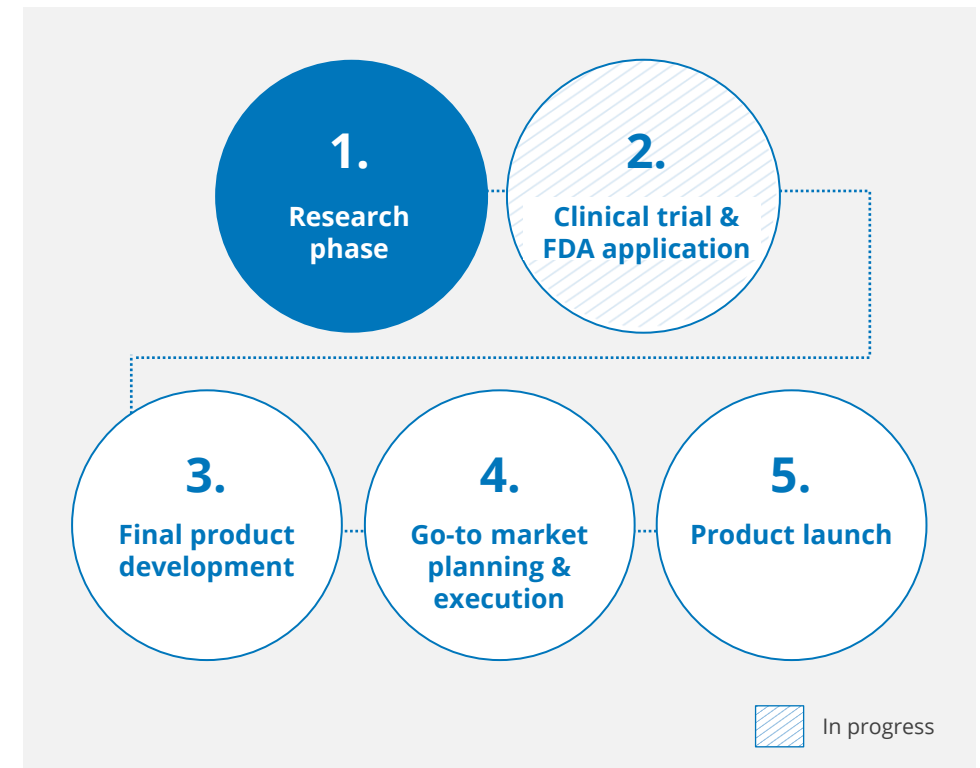 1.
Research
phase
2.
Clinical trial &
FDA application
3.
Final product
development
4.
Go-to market
planning &
execution
5.
Product launch
In progress